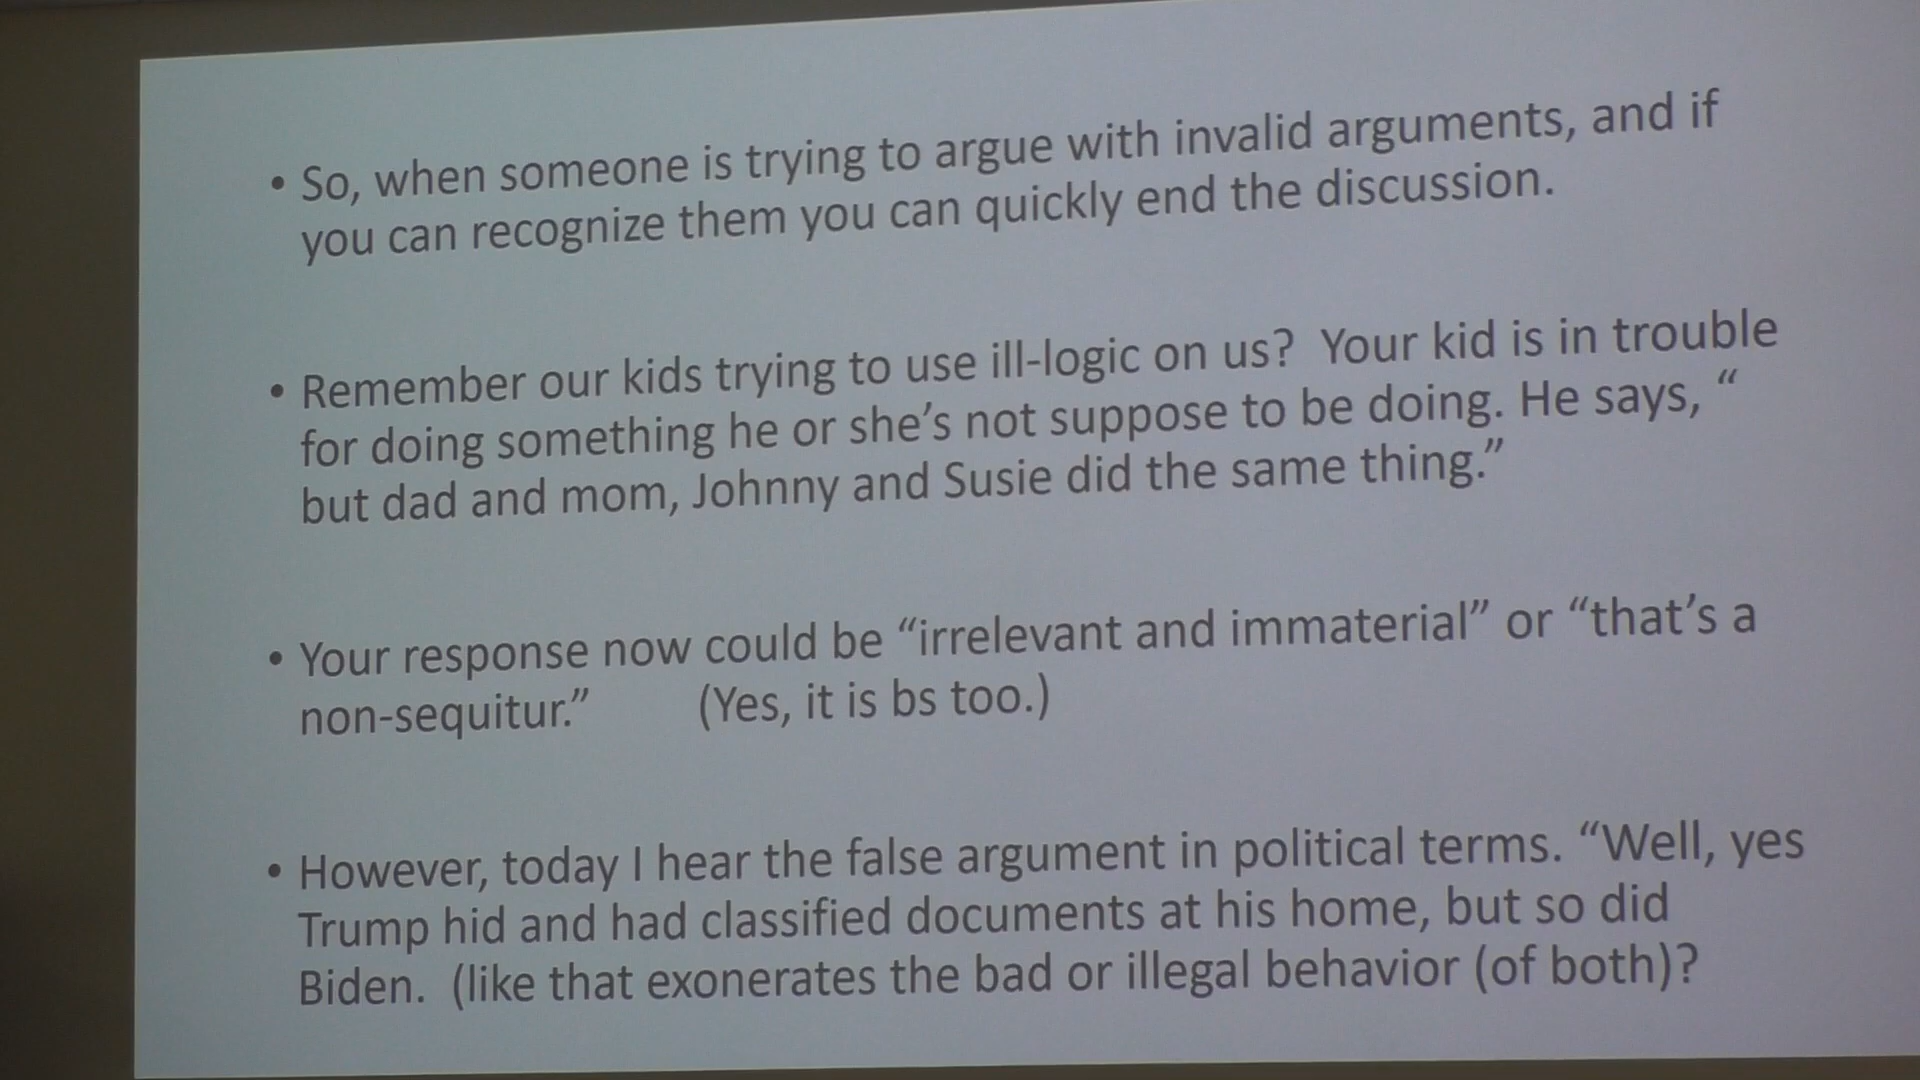 • So, when someone is trying to argue with invalid arguments, and if
you can recognize them you can quickly end the discussion.
• Remember our kids trying to use ill-logic on us?  Your kid is in trouble
for doing something he or she’s not suppose to be doing. He says, “
but dad and mom, Johnny and Susie did the same thing.”
• Your response now could be “irrelevant and immaterial” or “that’s a
non-sequitur.”       (Yes, it is bs too.)
• However, today I hear the false argument in political terms. “Well, yes
Trump hid and had classified documents at his home, but so did
Biden.  (like that exonerates the bad or illegal behavior (of both)?